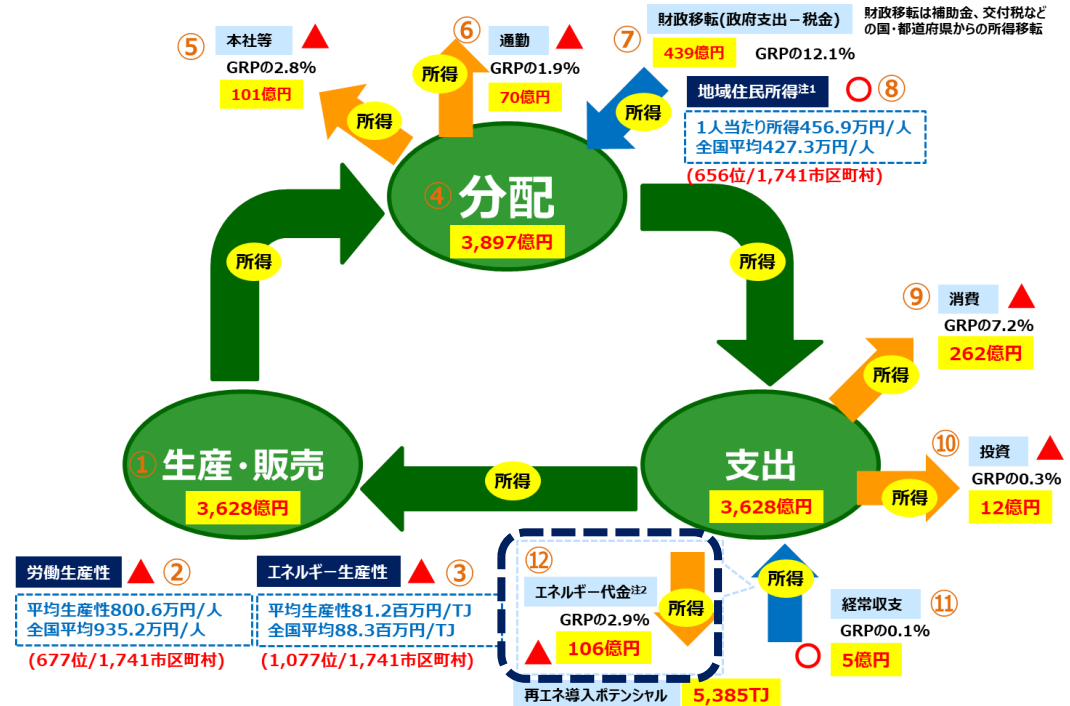 ⑤
本社等
GRPの2.8%
101億円
⑥
通勤
GRPの1.9%
70億円
⑦
財政移転(政府支出－税金)
439億円 GRPの12.1%
財政移転は補助金、交付税など
の国・都道府県からの所得移転
所得
所得
所得
地域住民所得注1
⑧
1人当たり所得456.9万円/人
全国平均427.3万円/人
(656位/1,741市区町村)
④ 分配
3,897億円
所得
所得
⑨
消費
GRPの7.2%
262億円
所得
① 生産・販売
3,628億円
所得
支出
3,628億円
⑩
投資
GRPの0.3%
12億円
所得
労働生産性
②
平均生産性800.6万円/人
全国平均935.2万円/人
(677位/1,741市区町村)
エネルギー生産性
③
平均生産性81.2百万円/TJ
全国平均88.3百万円/TJ
(1,077位/1,741市区町村)
⑫
エネルギー代金注2
GRPの2.9%
106億円
所得
再エネ導入ポテンシャル 5,385TJ
所得
経常収支
⑪
GRPの0.1%
5億円